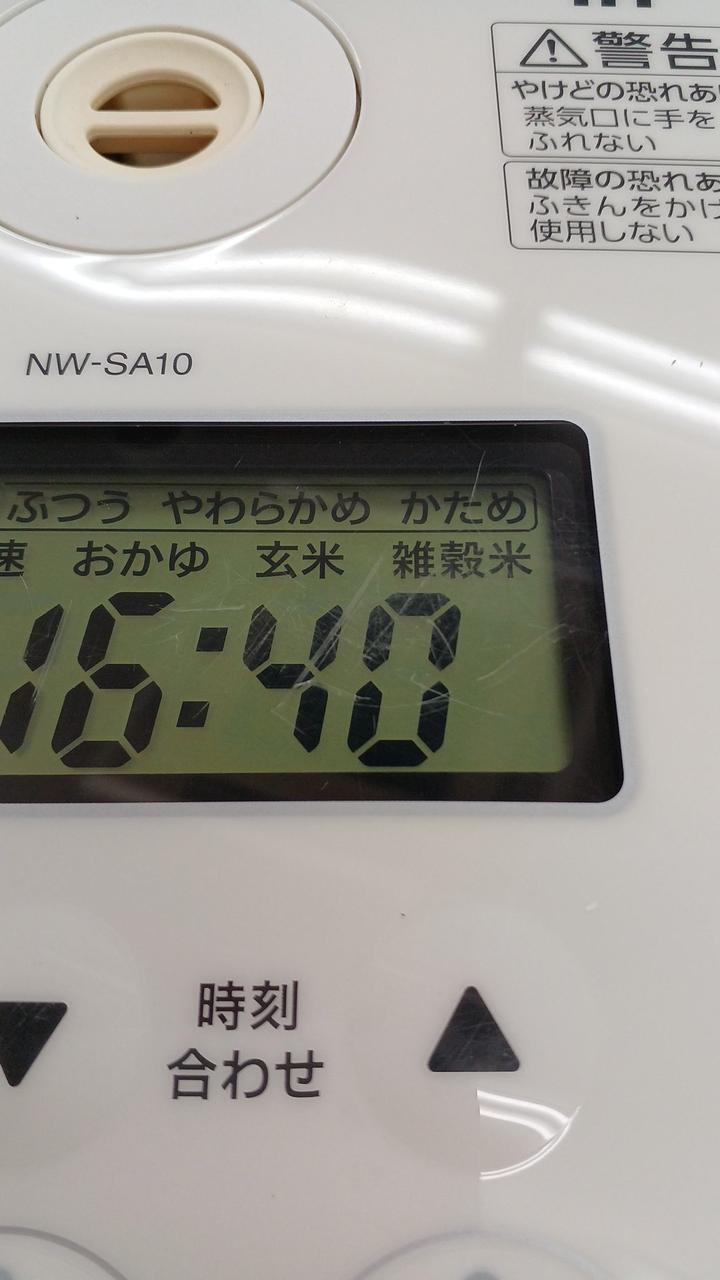 警告
やけどの恐れあ
蒸気口に手を
ふれない
故障の恐れあ
ふきんをかけ
使用しない
NW-SA10
ふつう やわらかめ かため
速 おかゆ 玄米 雑穀米
16:40
時刻
合わせ